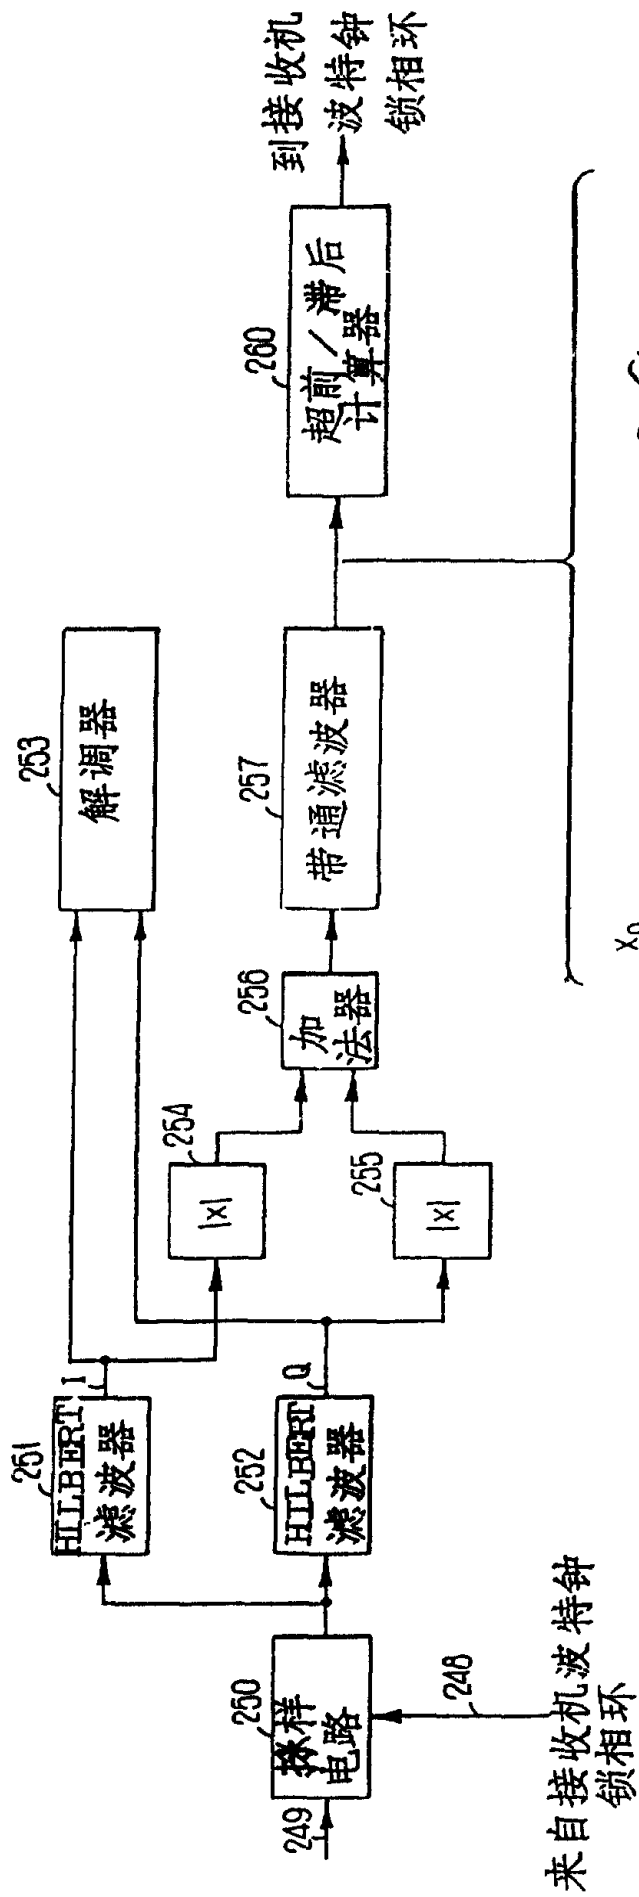 249
250
採样
电路
248
来自接收机波特钟
锁相环
251
HILBERT
滤波器
I
252
HILBERT
滤波器
Q
253
解调器
254
|x|
255
|x|
256
加
法器
257
带通滤波器
260
超前/滞后
计算器
到接收机
波特钟
锁相环
Xn